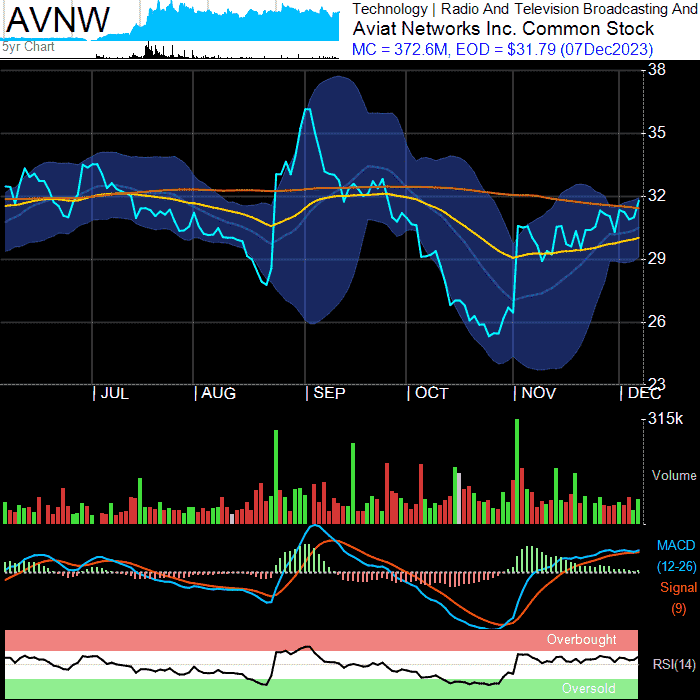 AVNW
5yr Chart
Technology | Radio And Television Broadcasting And
Aviat Networks Inc. Common Stock
MC = 372.6M, EOD = $31.79 (07Dec2023)
38
35
32
29
26
23
JUL
AUG
SEP
OCT
NOV
DEC
315k
Volume
MACD
(12-26)
Signal
(9)
Overbought
RSI(14)
Oversold